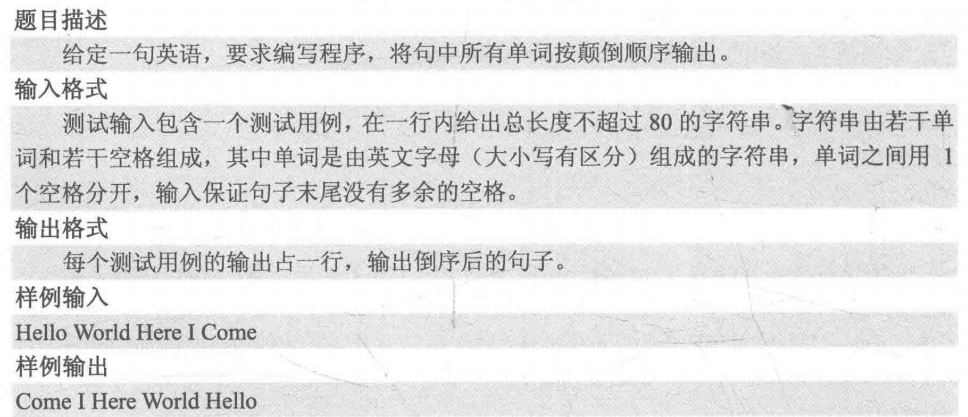 题目描述
给定一句英语，要求编写程序，将句中所有单词按颠倒顺序输出。
输入格式
测试输入包含一个测试用例，在一行内给出总长度不超过 80 的字符串。字符串由若干单
词和若干空格组成，其中单词是由英文字母（大小写有区分）组成的字符串，单词之间用 1
个空格分开，输入保证句子末尾没有多余的空格。
输出格式
每个测试用例的输出占一行，输出倒序后的句子。
样例输入
Hello World Here I Come
样例输出
Come I Here World Hello